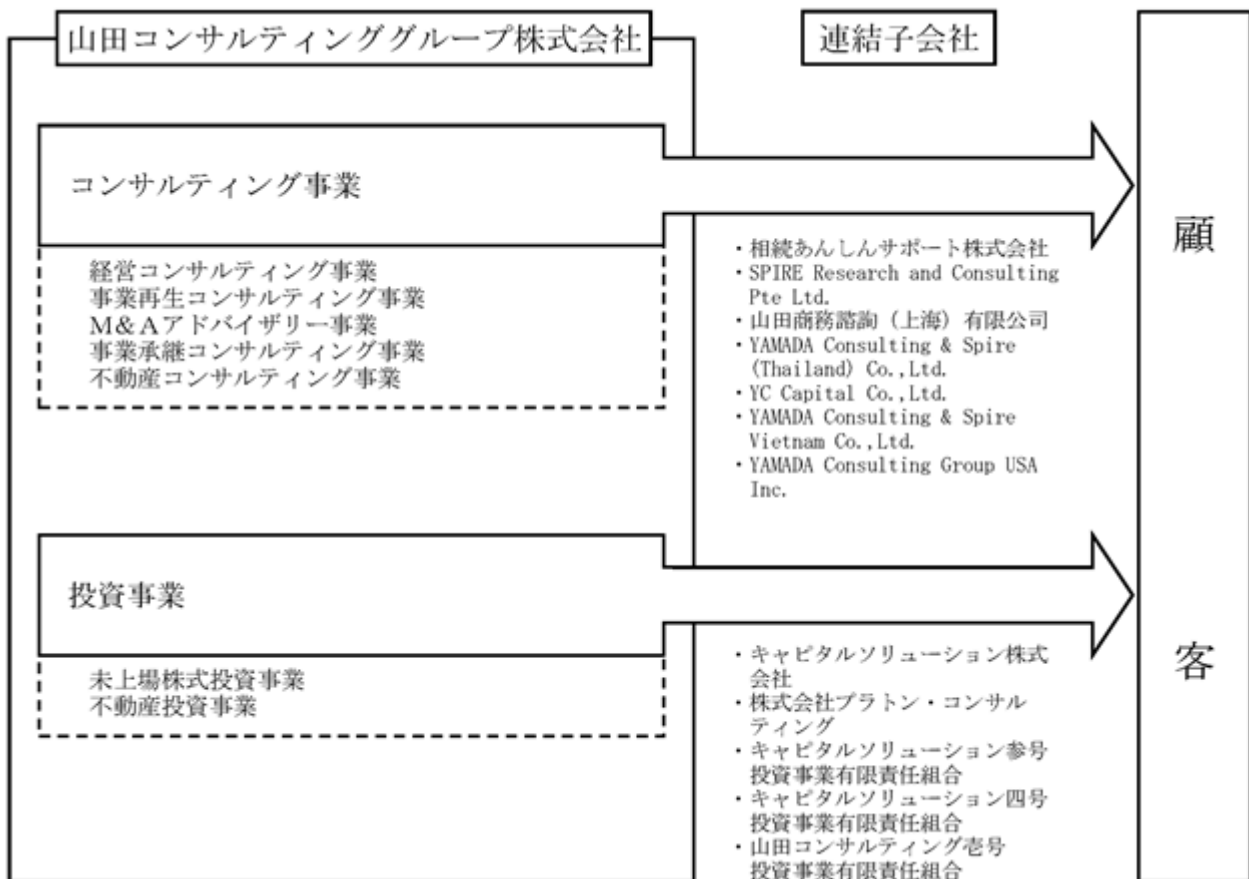 山田コンサルティンググループ株式会社
連結子会社
コンサルティング事業
経営コンサルティング事業
事業再生コンサルティング事業
M&Aアドバイザリー事業
事業承継コンサルティング事業
不動産コンサルティング事業
・相続あんしんサポート株式会社
・SPIRE Research and Consulting
Pte Ltd.
・山田商務諮詢（上海）有限公司
・YAMADA Consulting & Spire
(Thailand) Co.,Ltd.
・YC Capital Co.,Ltd.
・YAMADA Consulting & Spire
Vietnam Co.,Ltd.
・YAMADA Consulting Group USA
Inc.
投資事業
未上場株式投資事業
不動産投資事業
・キャピタルソリューション株式
会社
・株式会社プラトン・コンサル
ティング
・キャピタルソリューション参号
投資事業有限責任組合
・キャピタルソリューション四号
投資事業有限責任組合
・山田コンサルティング壱号
投資事業有限責任組合
顧
客